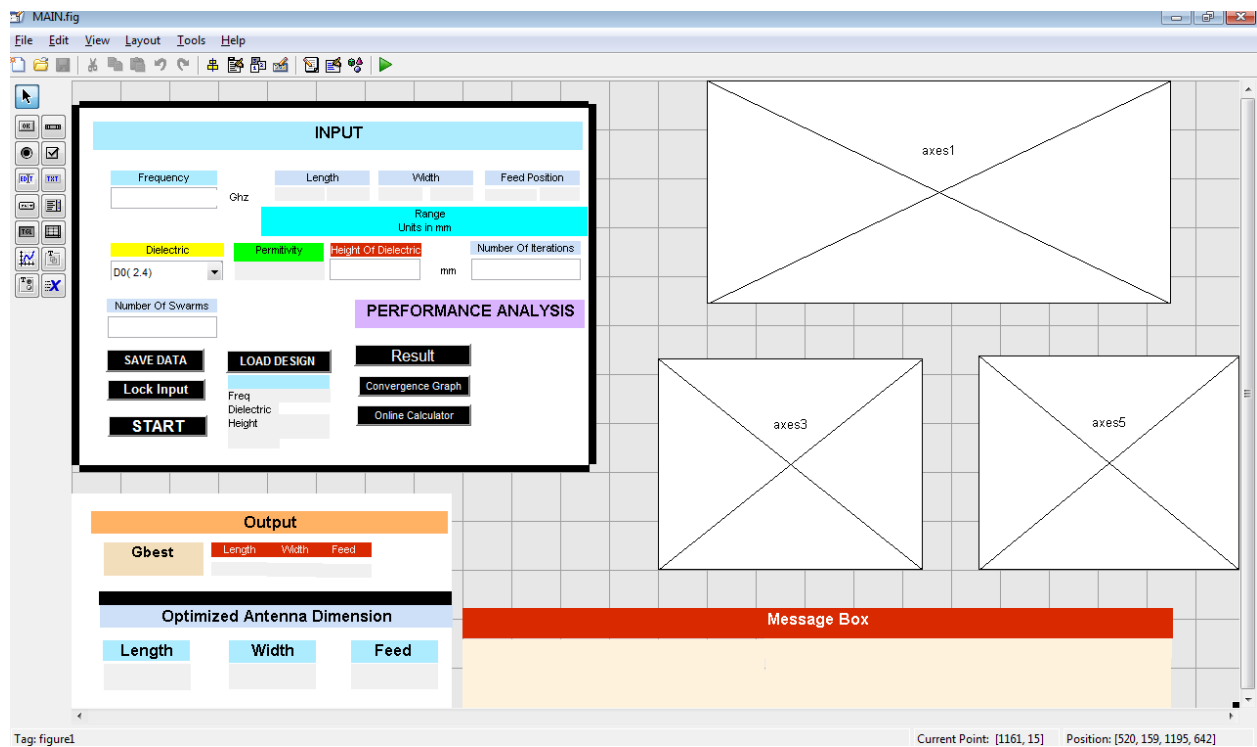 MAIN.fig
File Edit View Layout Tools Help
INPUT
Frequency Length Width Feed Position
Ghz
Range
Units in mm
Dielectric Permitivity Height Of Dielectric Number Of Iterations
D0( 2.4) mm
Number Of Swarms
PERFORMANCE ANALYSIS
SAVE DATA LOAD DESIGN Result
Lock Input Convergence Graph
Freq
Dielectric
Height
START Online Calculator
axes1
axes3
axes5
Output
Gbest Length Width Feed
Optimized Antenna Dimension
Length Width Feed
Message Box
Tag: figure1 Current Point: [1161, 15] Position: [520, 159, 1195, 642]